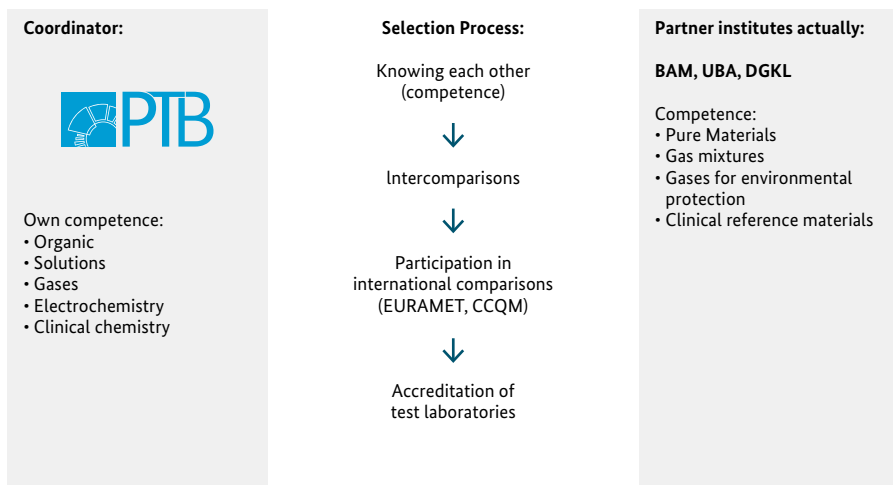 Coordinator:
PTB
Own competence:
• Organic
• Solutions
• Gases
• Electrochemistry
• Clinical chemistry
Selection Process:
Knowing each other
(competence)
Intercomparisons
Participation in
international comparisons
(EURAMET, CCQM)
Accreditation of
test laboratories
Partner institutes actually:
BAM, UBA, DGKL
Competence:
• Pure Materials
• Gas mixtures
• Gases for environmental
protection
• Clinical reference materials